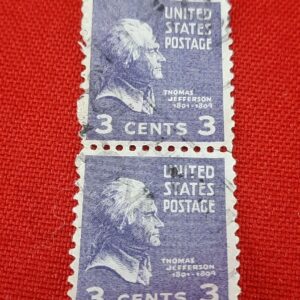 UNITED
STATES
POSTAGE
THOMAS
JEFFERSON
1801-1809
3 CENTS 3
UNITED
STATES
POSTAGE
THOMAS
JEFFERSON
1801-1809
3 CENTS 3